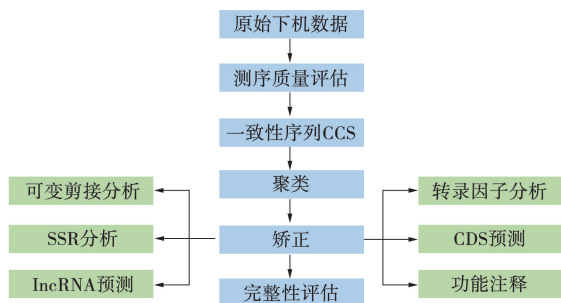 原始下机数据
测序质量评估
一致性序列CCS
聚类
可变剪接分析
转录因子分析
SSR分析
矫正
CDS预测
IncRNA预测
完整性评估
功能注释